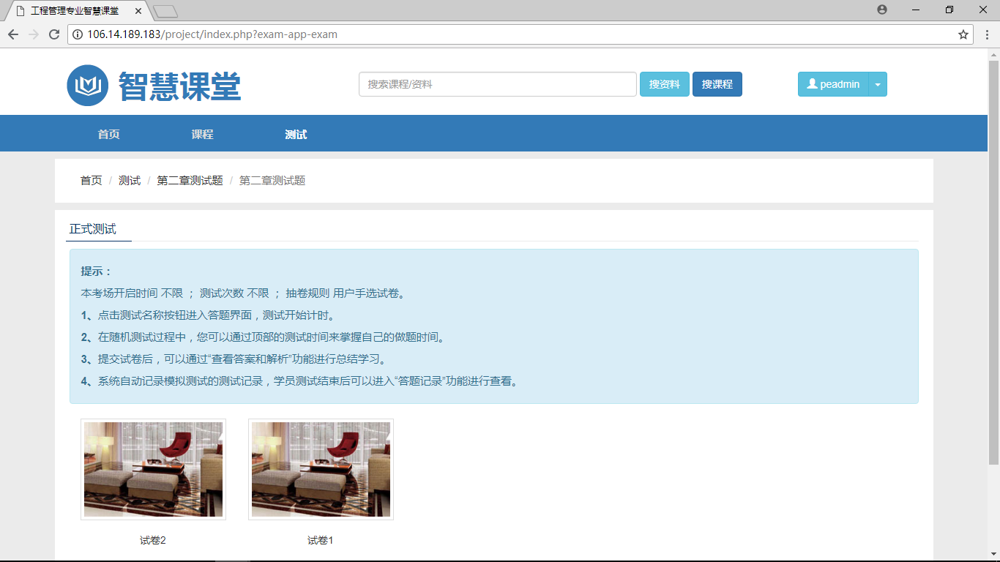 工程管理专业智慧课堂
106.14.189.183/project/index.php?exam-app-exam
智慧课堂
搜索课程/资料
搜资料
搜课程
peadmin
首页
课程
测试
首页 / 测试 / 第二章测试题 / 第二章测试题
正式测试
提示：
本考场开启时间 不限 ； 测试次数 不限 ； 抽卷规则 用户手选试卷。
1、点击测试名称按钮进入答题界面，测试开始计时。
2、在随机测试过程中，您可以通过顶部的测试时间来掌握自己的做题时间。
3、提交试卷后，可以通过“查看答案和解析”功能进行总结学习。
4、系统自动记录模拟测试的测试记录，学员测试结束后可以进入“答题记录”功能进行查看。
试卷2
试卷1